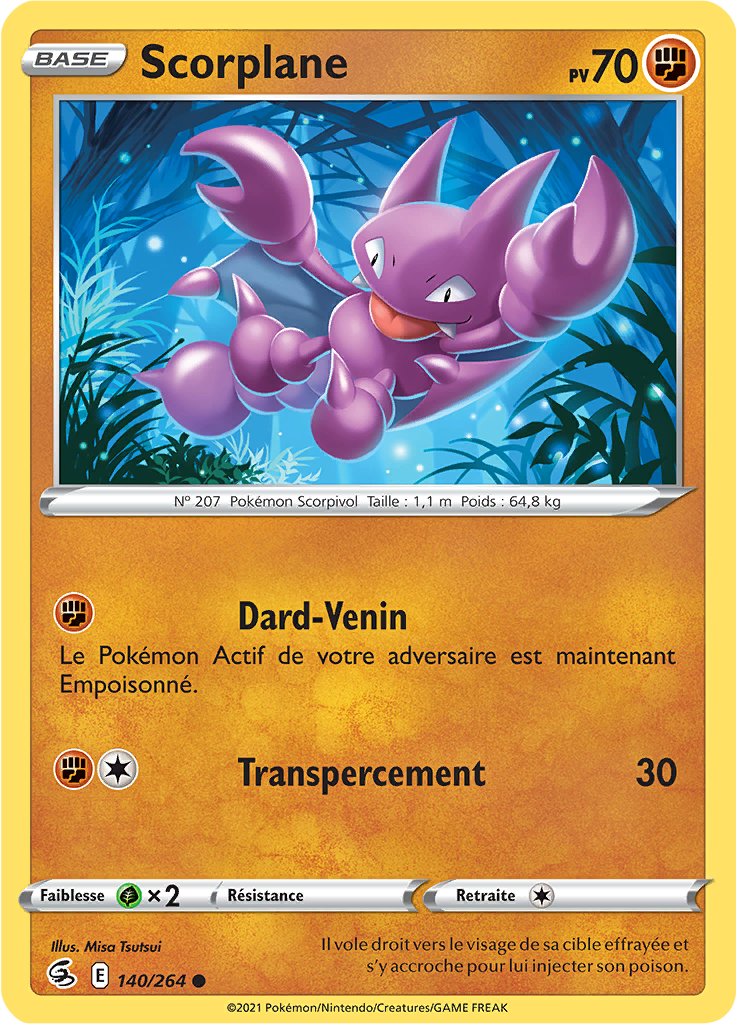 BASE
Scorplane
PV 70
Nº 207 Pokémon Scorpivol Taille : 1,1 m Poids : 64,8 kg
Dard-Venin
Le Pokémon Actif de votre adversaire est maintenant
Empoisonné.
Transpercement 30
Faiblesse ×2 Résistance Retraite
Illus. Misa Tsutsui
Il vole droit vers le visage de sa cible effrayée et
s’y accroche pour lui injecter son poison.
E 140/264
©2021 Pokémon/Nintendo/Creatures/GAME FREAK